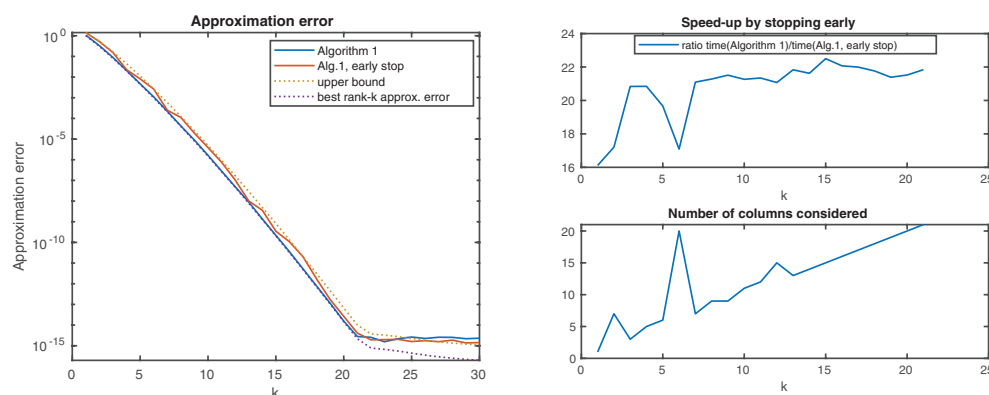 Approximation error
10^0
10^-5
10^-10
10^-15
Approximation error
0 5 10 15 20 25 30
k
Algorithm 1
Alg.1, early stop
upper bound
best rank-k approx. error
Speed-up by stopping early
24
22
20
18
16
ratio time(Algorithm 1)/time(Alg.1, early stop)
0 5 10 15 20 25
k
Number of columns considered
20
15
10
5
0
0 5 10 15 20 25
k